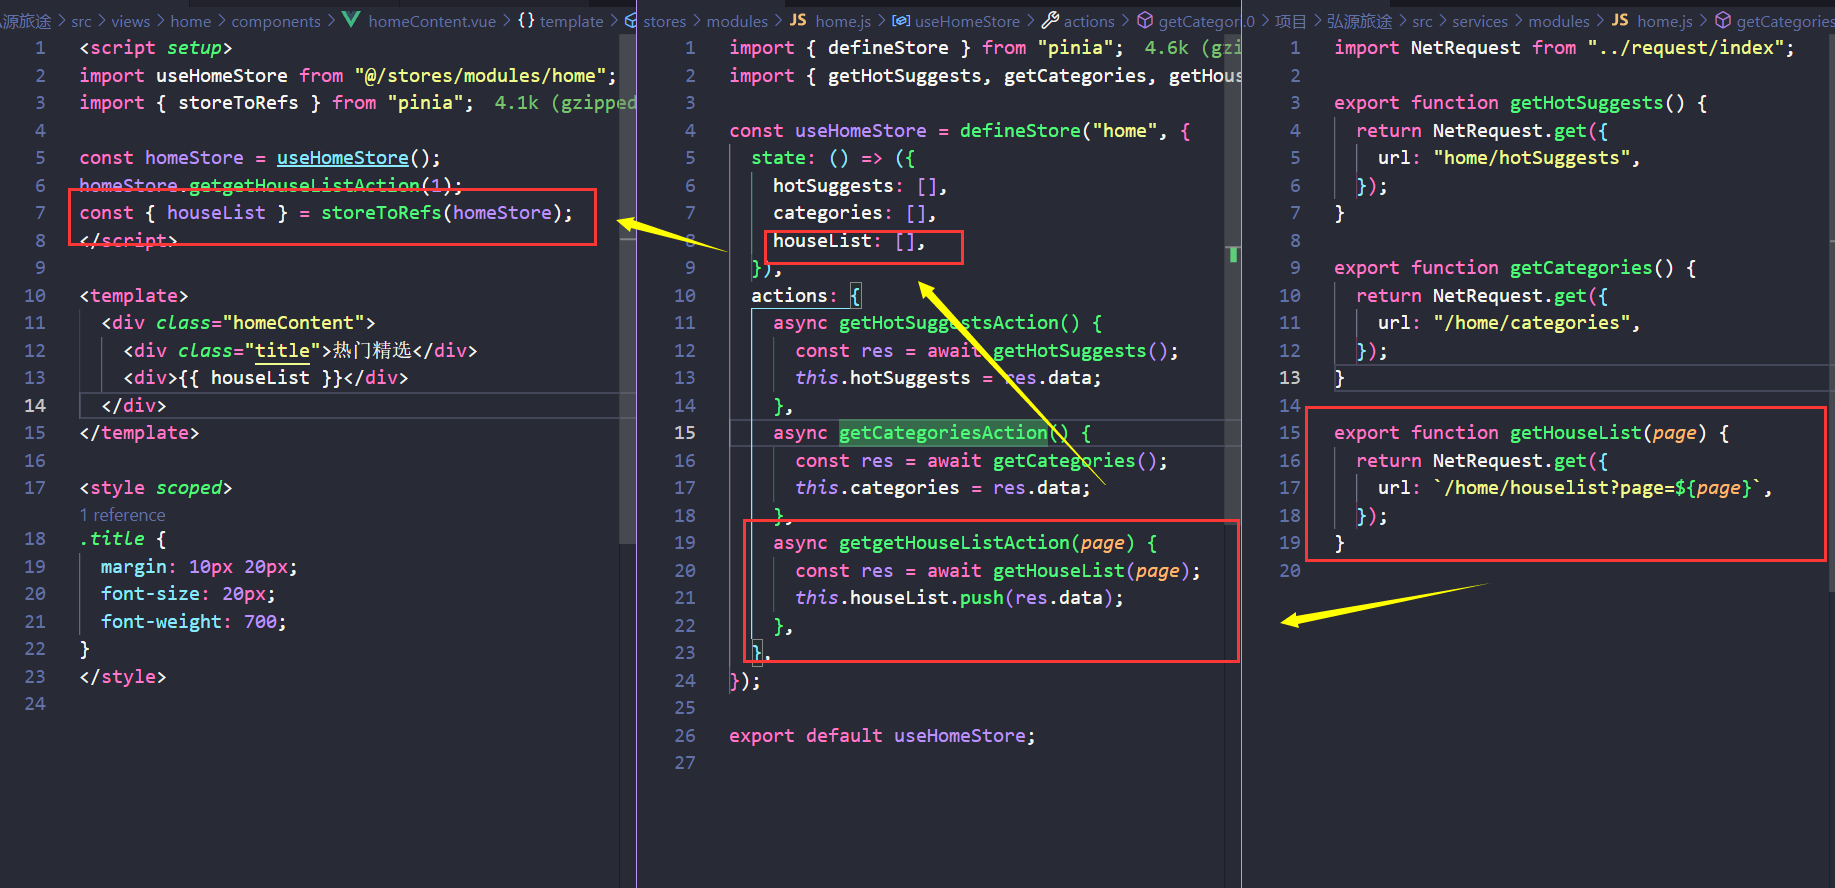 弘源旅途 > src > views > home > components > homeContent.vue > {} template >
1 <script setup>
2 import useHomeStore from "@/stores/modules/home";
3 import { storeToRefs } from "pinia"; 4.1k (gzipped
4
5 const homeStore = useHomeStore();
6 homeStore.getgetHouseListAction(1);
7 const { houseList } = storeToRefs(homeStore);
8 </script>
9
10 <template>
11 <div class="homeContent">
12 <div class="title">热门精选</div>
13 <div>{{ houseList }}</div>
14 </div>
15 </template>
16
17 <style scoped>
1 reference
18 .title {
19 margin: 10px 20px;
20 font-size: 20px;
21 font-weight: 700;
22 }
23 </style>
24
stores > modules > JS home.js > useHomeStore > actions > getCategori
1 import { defineStore } from "pinia"; 4.6k (gzi
2 import { getHotSuggests, getCategories, getHous
3
4 const useHomeStore = defineStore("home", {
5 state: () => ({
6 hotSuggests: [],
7 categories: [],
8 houseList: [],
9 }),
10 actions: {
11 async getHotSuggestsAction() {
12 const res = await getHotSuggests();
13 this.hotSuggests = res.data;
14 },
15 async getCategoriesAction() {
16 const res = await getCategories();
17 this.categories = res.data;
18 },
19 async getgetHouseListAction(page) {
20 const res = await getHouseList(page);
21 this.houseList.push(res.data);
22 },
23 },
24 });
25
26 export default useHomeStore;
27
.0 > 项目 > 弘源旅途 > src > services > modules > JS home.js > getCategories
1 import NetRequest from "../request/index";
2
3 export function getHotSuggests() {
4 return NetRequest.get({
5 url: "home/hotSuggests",
6 });
7 }
8
9 export function getCategories() {
10 return NetRequest.get({
11 url: "/home/categories",
12 });
13 }
14
15 export function getHouseList(page) {
16 return NetRequest.get({
17 url: `/home/houselist?page=${page}`,
18 });
19 }
20